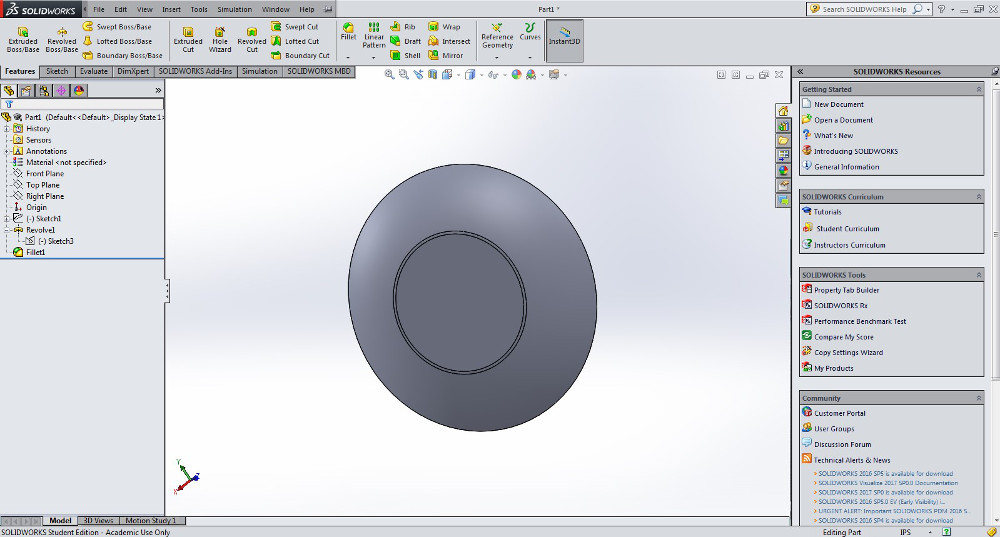 SOLIDWORKS File Edit View Insert Tools Simulation Window Help Part1 * Search SOLIDWORKS Help
Extruded Boss/Base
Revolved Boss/Base
Swept Boss/Base
Lofted Boss/Base
Boundary Boss/Base
Extruded Cut
Hole Wizard
Revolved Cut
Swept Cut
Lofted Cut
Boundary Cut
Fillet
Linear Pattern
Rib
Draft
Shell
Wrap
Intersect
Mirror
Reference Geometry
Curves
Instant3D
Features Sketch Evaluate DimXpert SOLIDWORKS Add-Ins Simulation SOLIDWORKS MBD
Part1 (Default<<Default>_Display State 1>
History
Sensors
Annotations
Material <not specified>
Front Plane
Top Plane
Right Plane
Origin
(-) Sketch1
Revolve1
(-) Sketch3
Fillet1
Y
X
Z
SOLIDWORKS Resources
Getting Started
New Document
Open a Document
What's New
Introducing SOLIDWORKS
General Information
SOLIDWORKS Curriculum
Tutorials
Student Curriculum
Instructors Curriculum
SOLIDWORKS Tools
Property Tab Builder
SOLIDWORKS Rx
Performance Benchmark Test
Compare My Score
Copy Settings Wizard
My Products
Community
Customer Portal
User Groups
Discussion Forum
Technical Alerts & News
SOLIDWORKS 2016 SP5 is available for download
SOLIDWORKS Visualize 2017 SP0.0 Documentation
SOLIDWORKS 2017 SP0 is available for download
SOLIDWORKS 2016 SP5.0 EV (Early Visibility) i...
URGENT ALERT: Important SOLIDWORKS PDM 2016 S...
SOLIDWORKS 2016 SP4 is available for download
Model 3D Views Motion Study 1
SOLIDWORKS Student Edition - Academic Use Only Editing Part IPS